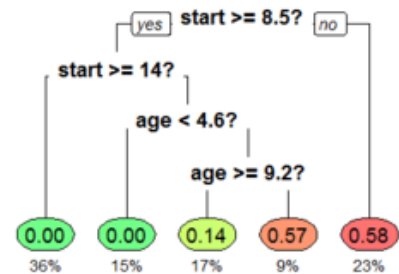 yes start >= 8.5? no
start >= 14?
age < 4.6?
age >= 9.2?
0.00 0.00 0.14 0.57 0.58
36% 15% 17% 9% 23%